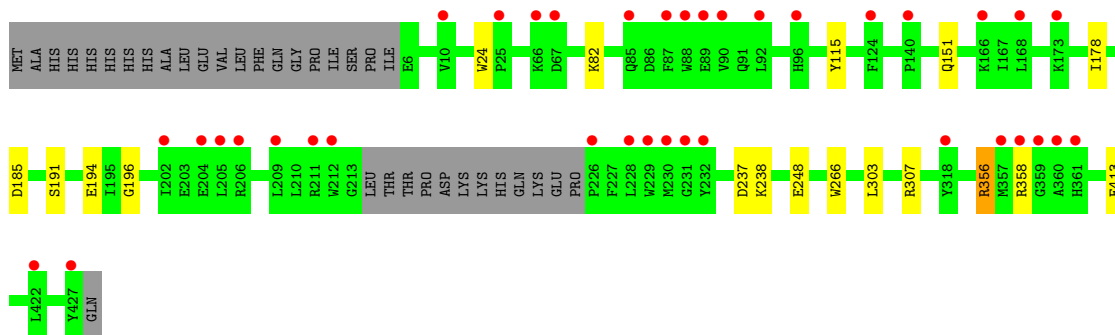 MET ALA HIS HIS HIS HIS HIS HIS ALA LEU GLU VAL LEU PHE GLN GLY PRO ILE SER PRO ILE E6 V10 W24 P25 K66 D67 K82 Q85 D86 F87 W88 E89 V90 Q91 L92 H96 Y115 F124 P140 Q151 K166 I167 L168 K173 I178
D185 S191 E194 I195 G196 I202 E203 E204 L205 R206 L209 L210 R211 W212 G213 LEU THR THR PRO ASP LYS LYS HIS GLN LYS GLU PRO P226 F227 L228 W229 M230 G231 Y232 D237 K238 E248 W266 L303 R307 Y318 R356 M357 R358 G359 A360 H361
L422 Y427 GLN